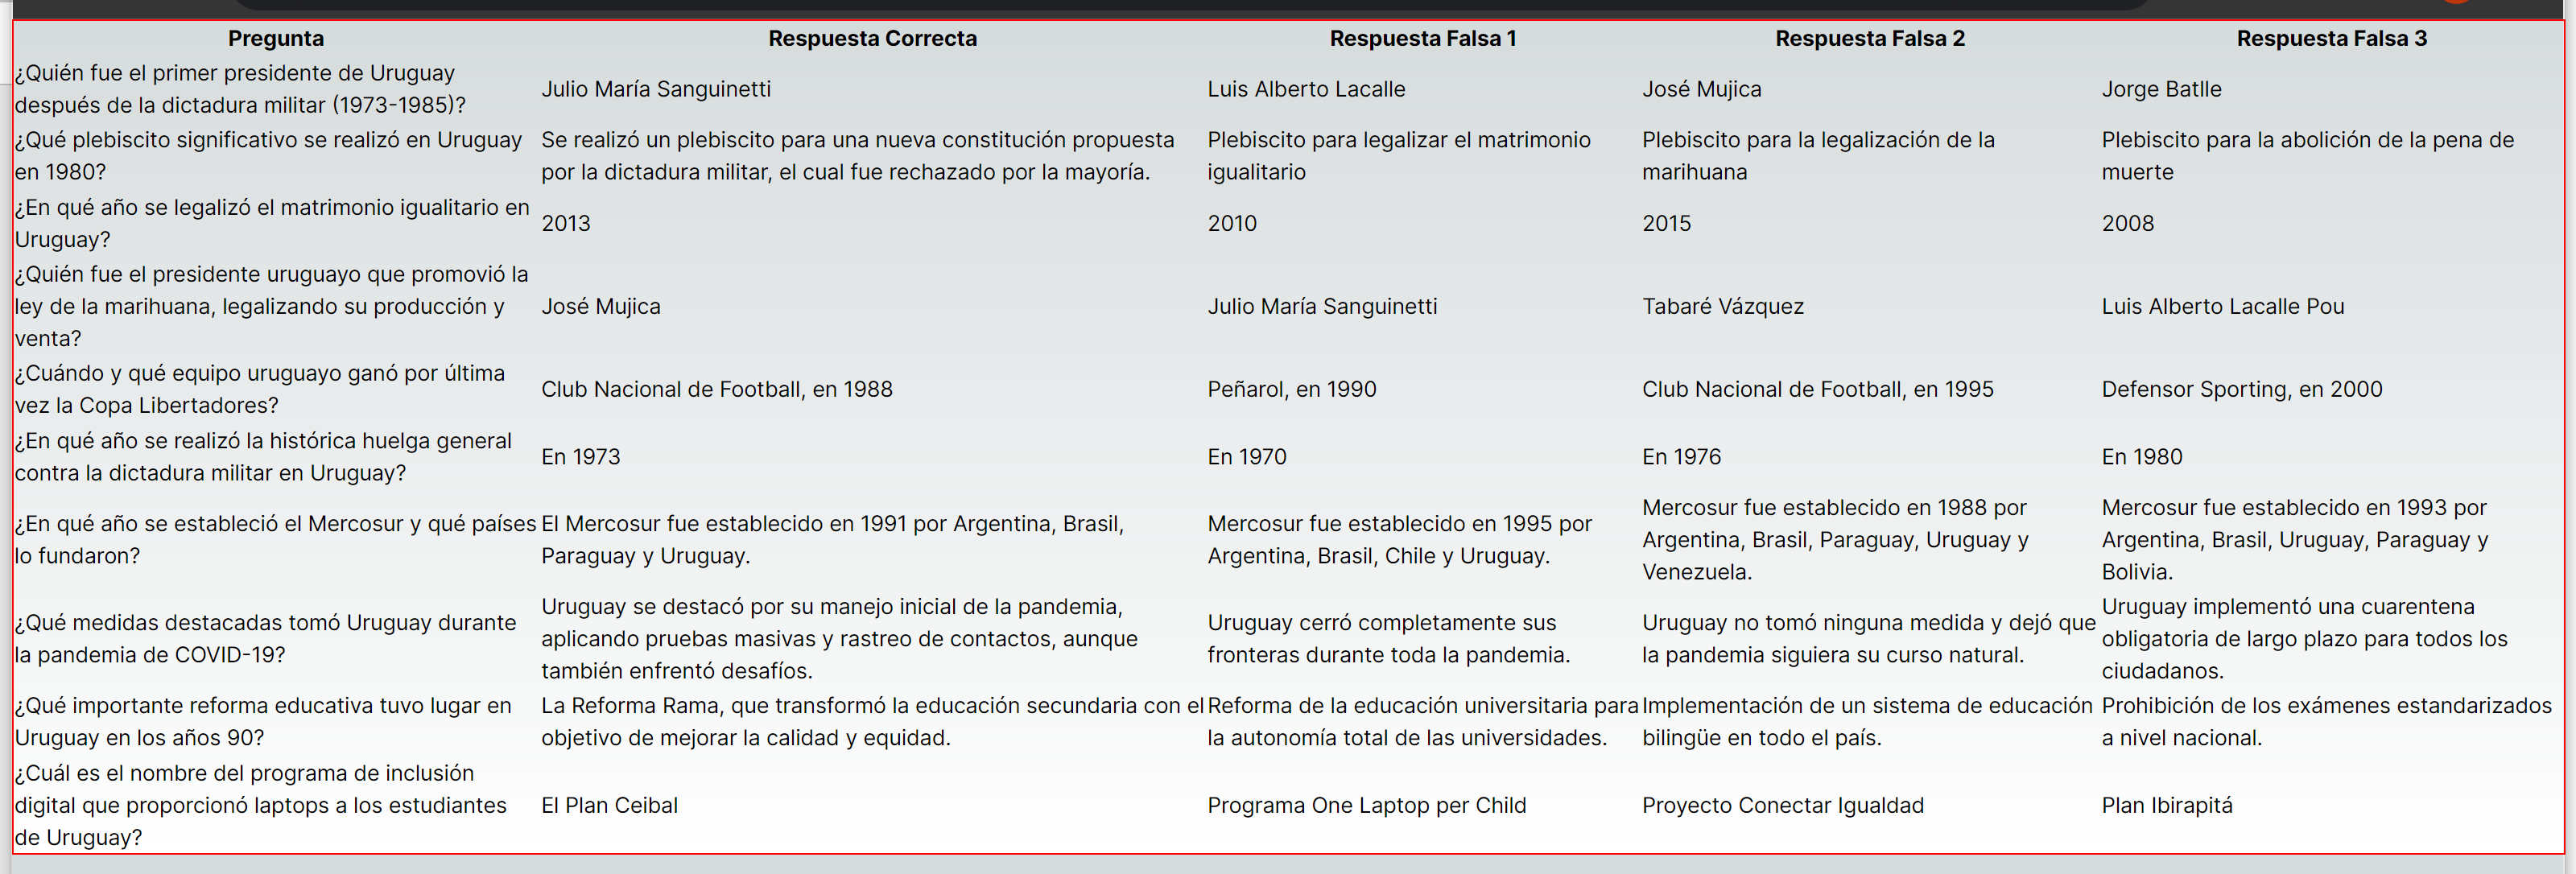 Pregunta Respuesta Correcta Respuesta Falsa 1 Respuesta Falsa 2 Respuesta Falsa 3
¿Quién fue el primer presidente de Uruguay
después de la dictadura militar (1973-1985)?
Julio María Sanguinetti
Luis Alberto Lacalle
José Mujica
Jorge Batlle
¿Qué plebiscito significativo se realizó en Uruguay
en 1980?
Se realizó un plebiscito para una nueva constitución propuesta
por la dictadura militar, el cual fue rechazado por la mayoría.
Plebiscito para legalizar el matrimonio
igualitario
Plebiscito para la legalización de la
marihuana
Plebiscito para la abolición de la pena de
muerte
¿En qué año se legalizó el matrimonio igualitario en
Uruguay?
2013
2010
2015
2008
¿Quién fue el presidente uruguayo que promovió la
ley de la marihuana, legalizando su producción y
venta?
José Mujica
Julio María Sanguinetti
Tabaré Vázquez
Luis Alberto Lacalle Pou
¿Cuándo y qué equipo uruguayo ganó por última
vez la Copa Libertadores?
Club Nacional de Football, en 1988
Peñarol, en 1990
Club Nacional de Football, en 1995
Defensor Sporting, en 2000
¿En qué año se realizó la histórica huelga general
contra la dictadura militar en Uruguay?
En 1973
En 1970
En 1976
En 1980
¿En qué año se estableció el Mercosur y qué países
lo fundaron?
El Mercosur fue establecido en 1991 por Argentina, Brasil,
Paraguay y Uruguay.
Mercosur fue establecido en 1995 por
Argentina, Brasil, Chile y Uruguay.
Mercosur fue establecido en 1988 por
Argentina, Brasil, Paraguay, Uruguay y
Venezuela.
Mercosur fue establecido en 1993 por
Argentina, Brasil, Uruguay, Paraguay y
Bolivia.
¿Qué medidas destacadas tomó Uruguay durante
la pandemia de COVID-19?
Uruguay se destacó por su manejo inicial de la pandemia,
aplicando pruebas masivas y rastreo de contactos, aunque
también enfrentó desafíos.
Uruguay cerró completamente sus
fronteras durante toda la pandemia.
Uruguay no tomó ninguna medida y dejó que
la pandemia siguiera su curso natural.
Uruguay implementó una cuarentena
obligatoria de largo plazo para todos los
ciudadanos.
¿Qué importante reforma educativa tuvo lugar en
Uruguay en los años 90?
La Reforma Rama, que transformó la educación secundaria con el
objetivo de mejorar la calidad y equidad.
Reforma de la educación universitaria para
la autonomía total de las universidades.
Implementación de un sistema de educación
bilingüe en todo el país.
Prohibición de los exámenes estandarizados
a nivel nacional.
¿Cuál es el nombre del programa de inclusión
digital que proporcionó laptops a los estudiantes
de Uruguay?
El Plan Ceibal
Programa One Laptop per Child
Proyecto Conectar Igualdad
Plan Ibirapitá